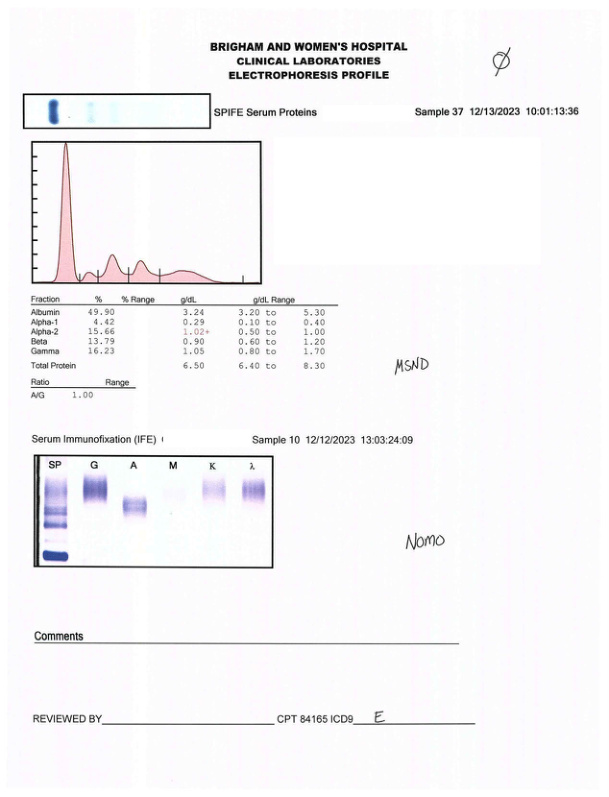 BRIGHAM AND WOMEN'S HOSPITAL
CLINICAL LABORATORIES
ELECTROPHORESIS PROFILE
Ø
SPIFE Serum Proteins Sample 37 12/13/2023 10:01:13:36
Fraction % % Range g/dL g/dL Range
Albumin 49.90 3.24 3.20 to 5.30
Alpha-1 4.42 0.29 0.10 to 0.40
Alpha-2 15.66 1.02+ 0.50 to 1.00
Beta 13.79 0.90 0.60 to 1.20
Gamma 16.23 1.05 0.80 to 1.70
Total Protein 6.50 6.40 to 8.30
MSND
Ratio Range
A/G 1.00
Serum Immunofixation (IFE) Sample 10 12/12/2023 13:03:24:09
SP G A M K λ
NOMO
Comments
REVIEWED BY CPT 84165 ICD9 E